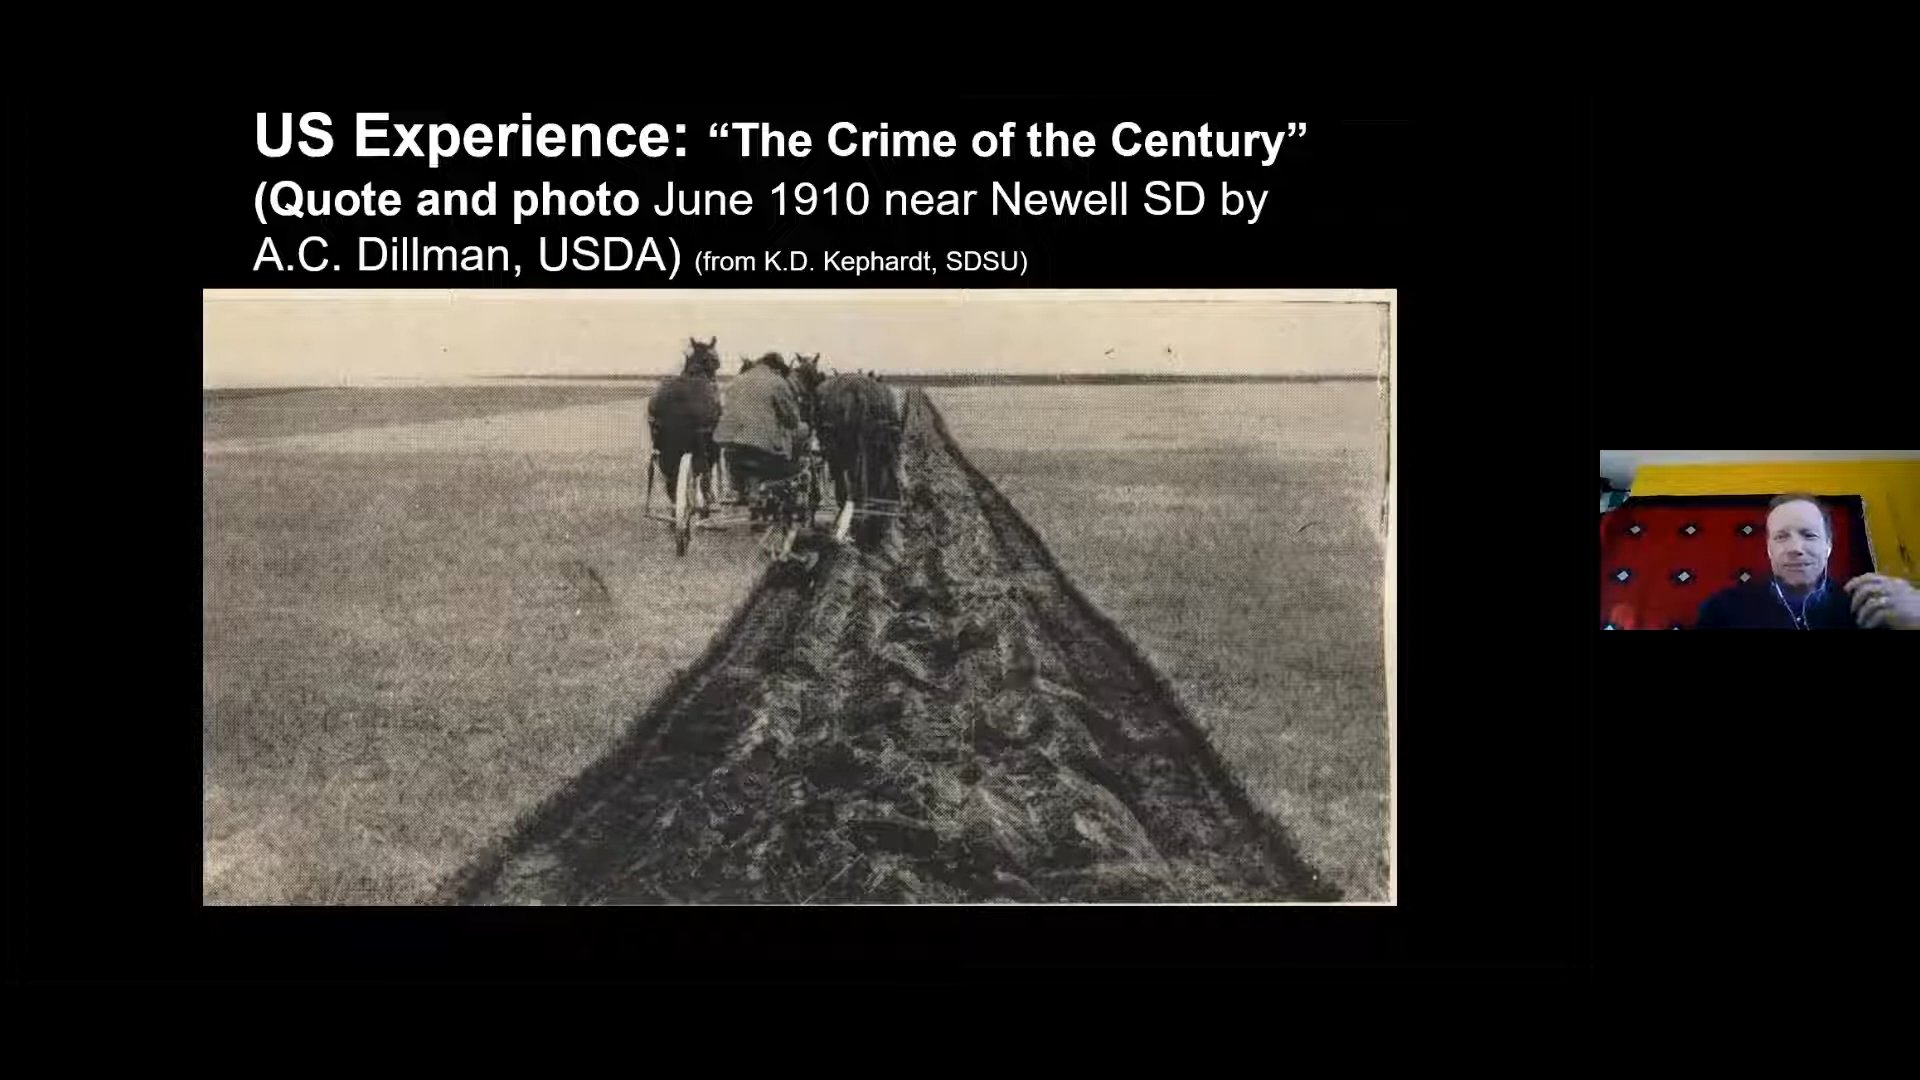 US Experience: “The Crime of the Century”
(Quote and photo June 1910 near Newell SD by
A.C. Dillman, USDA) (from K.D. Kephardt, SDSU)